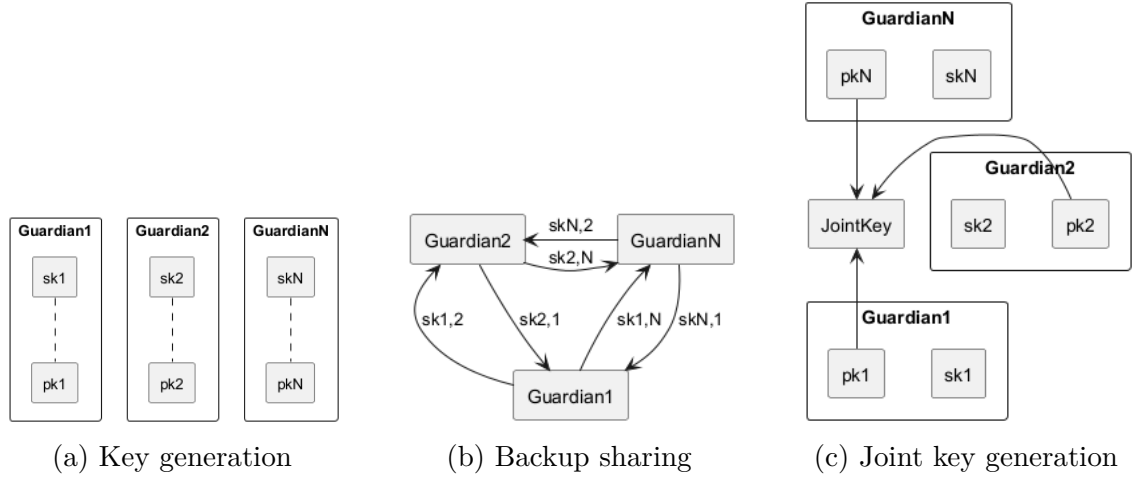 Guardian1
sk1
pk1
Guardian2
sk2
pk2
GuardianN
skN
pkN
(a) Key generation
Guardian2
skN,2
sk2,N
GuardianN
sk1,2
sk2,1
sk1,N
skN,1
Guardian1
(b) Backup sharing
GuardianN
pkN
skN
Guardian2
JointKey
sk2
pk2
Guardian1
pk1
sk1
(c) Joint key generation